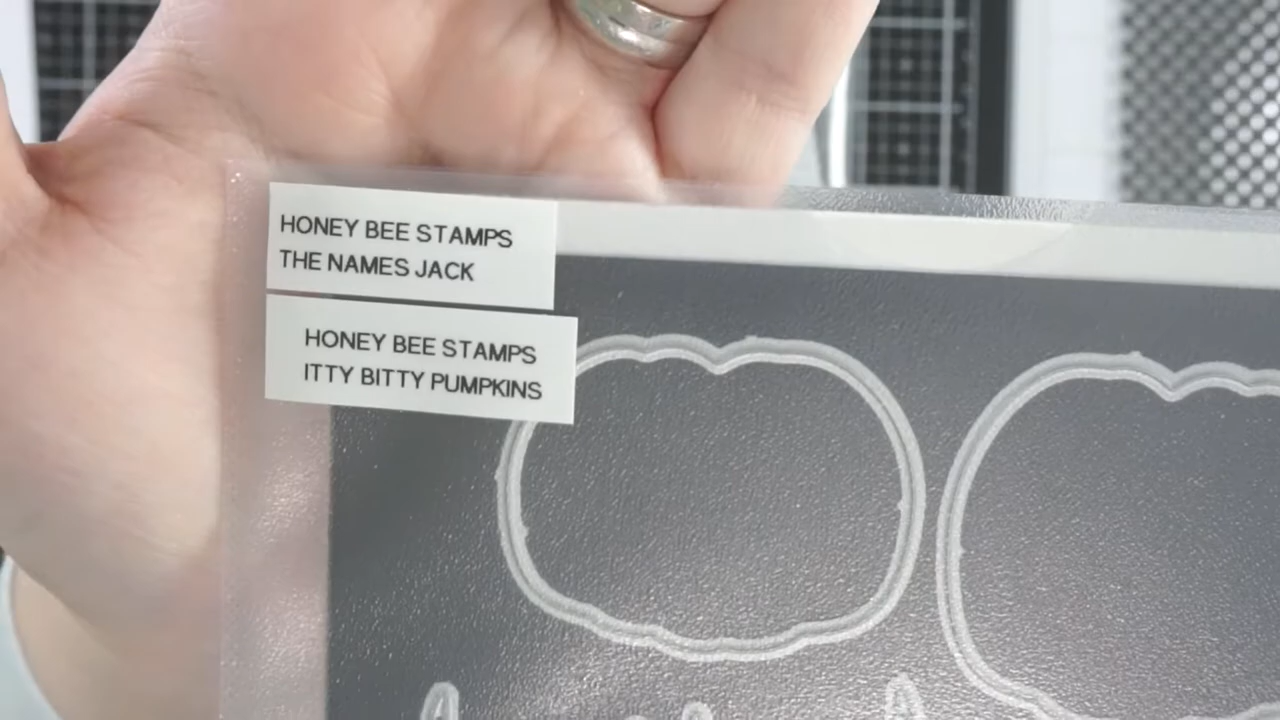 HONEY BEE STAMPS
THE NAMES JACK
HONEY BEE STAMPS
ITTY BITTY PUMPKINS